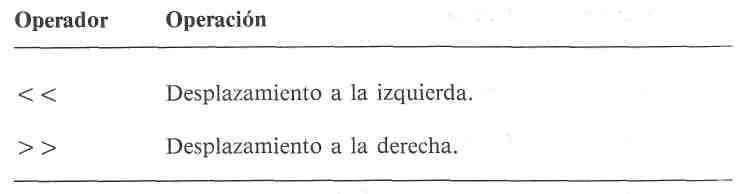 Operador Operación
< < Desplazamiento a la izquierda.
> > Desplazamiento a la derecha.